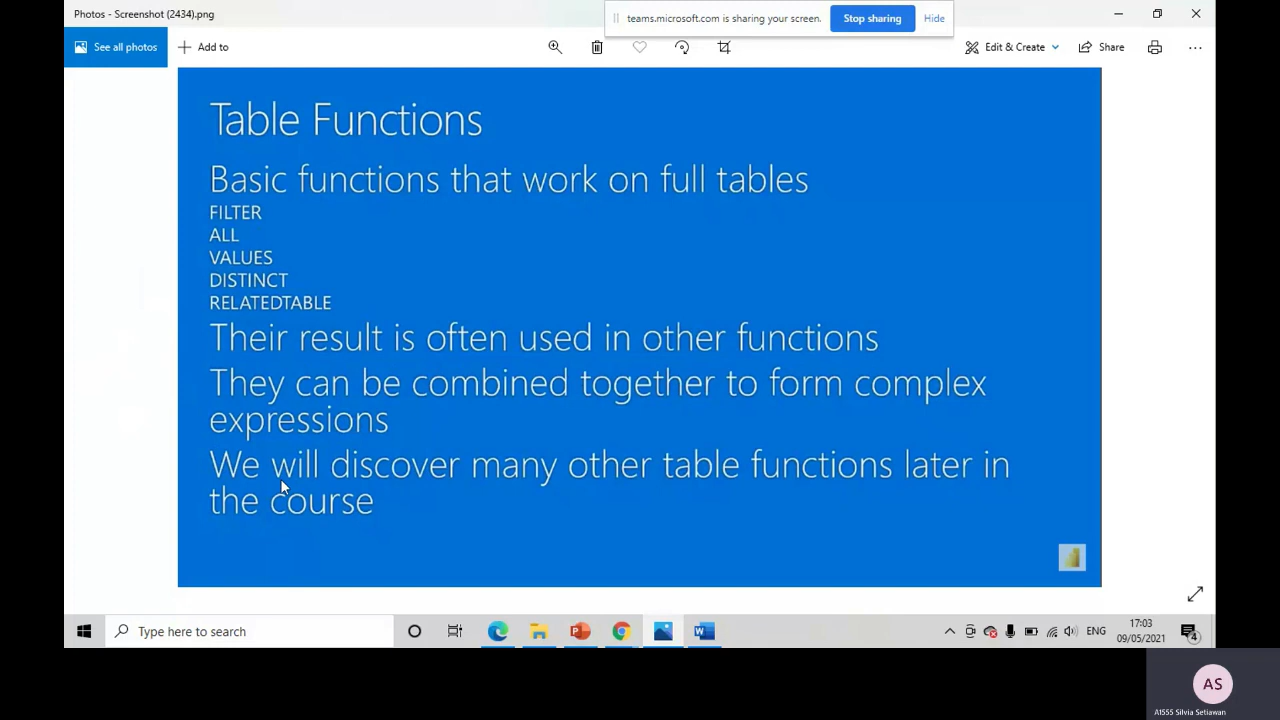 Photos - Screenshot (2434).png
teams.microsoft.com is sharing your screen.
Stop sharing
Hide
See all photos
Add to
Edit & Create
Share
Table Functions
Basic functions that work on full tables
FILTER
ALL
VALUES
DISTINCT
RELATEDTABLE
Their result is often used in other functions
They can be combined together to form complex
expressions
We will discover many other table functions later in
the course
Type here to search
ENG
17:03
09/05/2021
4
AS
A1555 Silvia Setiawan